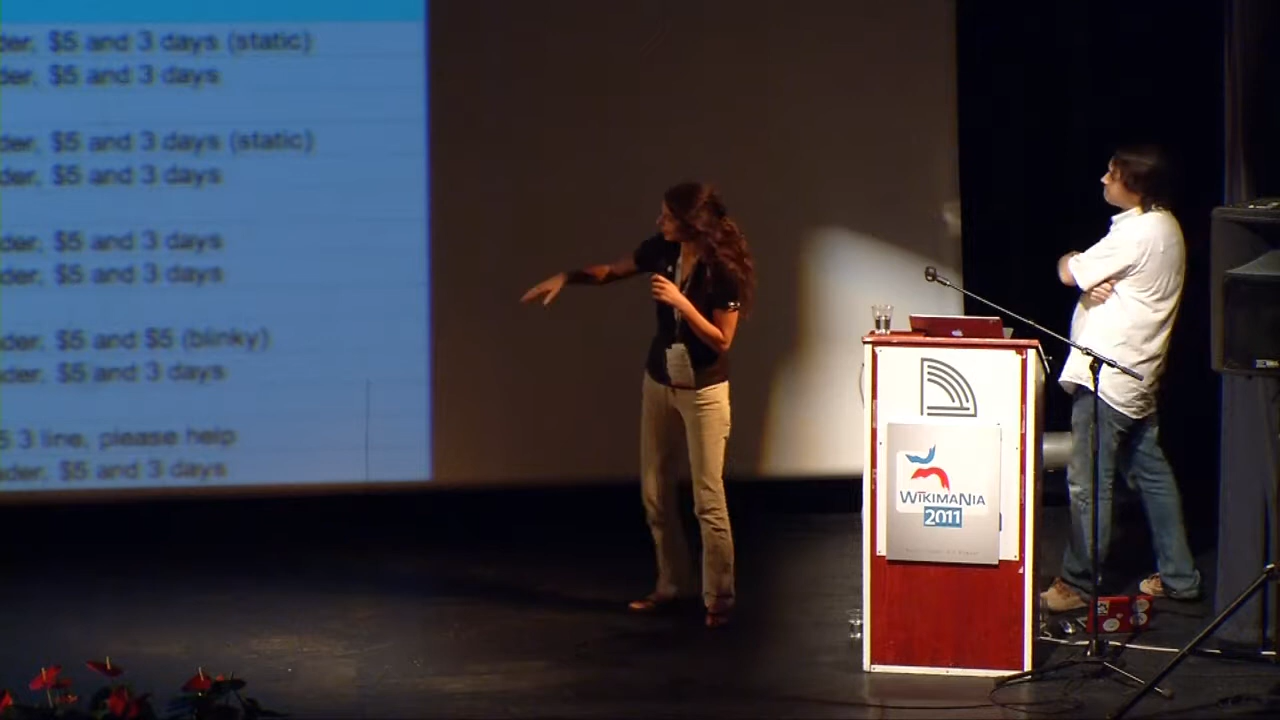 der, $5 and 3 days (static)
der, $5 and 3 days
der, $5 and 3 days (static)
der, $5 and 3 days
der, $5 and 3 days
der, $5 and 3 days
der, $5 and $5 (blinky)
ader, $5 and 3 days
5 3 line, please help
ader, $5 and 3 days
WIKIMANIA
2011